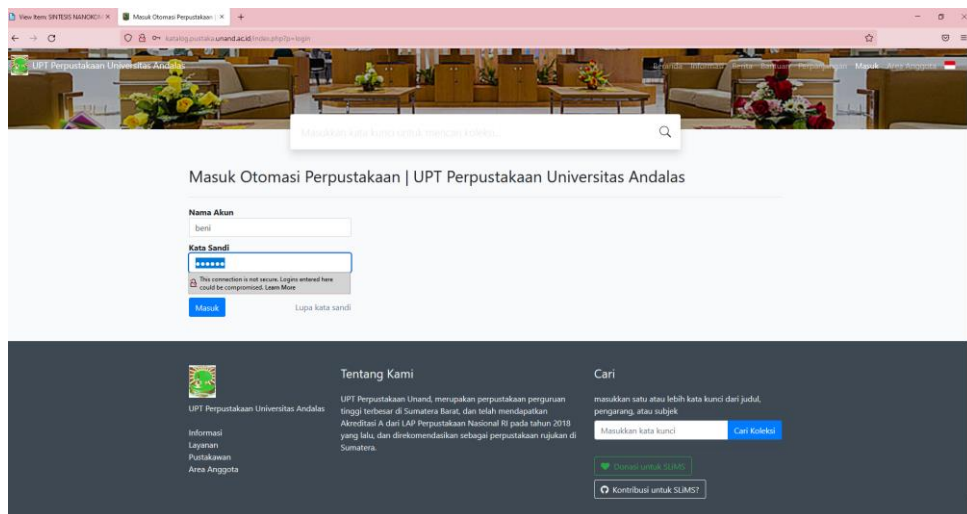 View Item: SINTESIS NANOKO
Masuk Otomasi Perpustakaan |
katalog.pustaka.unand.ac.id/index.php?p=login
UPT Perpustakaan Universitas Andalas
Beranda Informasi Berita Bantuan Perpanjangan Masuk Area Anggota
Masukkan kata kunci untuk mencari koleksi...
Masuk Otomasi Perpustakaan | UPT Perpustakaan Universitas Andalas
Nama Akun
beni
Kata Sandi
This connection is not secure. Logins entered here
could be compromised. Learn More
Masuk
Lupa kata sandi
UPT Perpustakaan Universitas Andalas
Informasi
Layanan
Pustakawan
Area Anggota
Tentang Kami
UPT Perpustakaan Unand, merupakan perpustakaan perguruan
tinggi terbesar di Sumatera Barat, dan telah mendapatkan
Akreditasi A dari LAP Perpustakaan Nasional RI pada tahun 2018
yang lalu, dan direkomendasikan sebagai perpustakaan rujukan di
Sumatera.
Cari
masukkan satu atau lebih kata kunci dari judul,
pengarang, atau subjek
Masukkan kata kunci
Cari Koleksi
Donasi untuk SLiMS
Kontribusi untuk SLiMS?